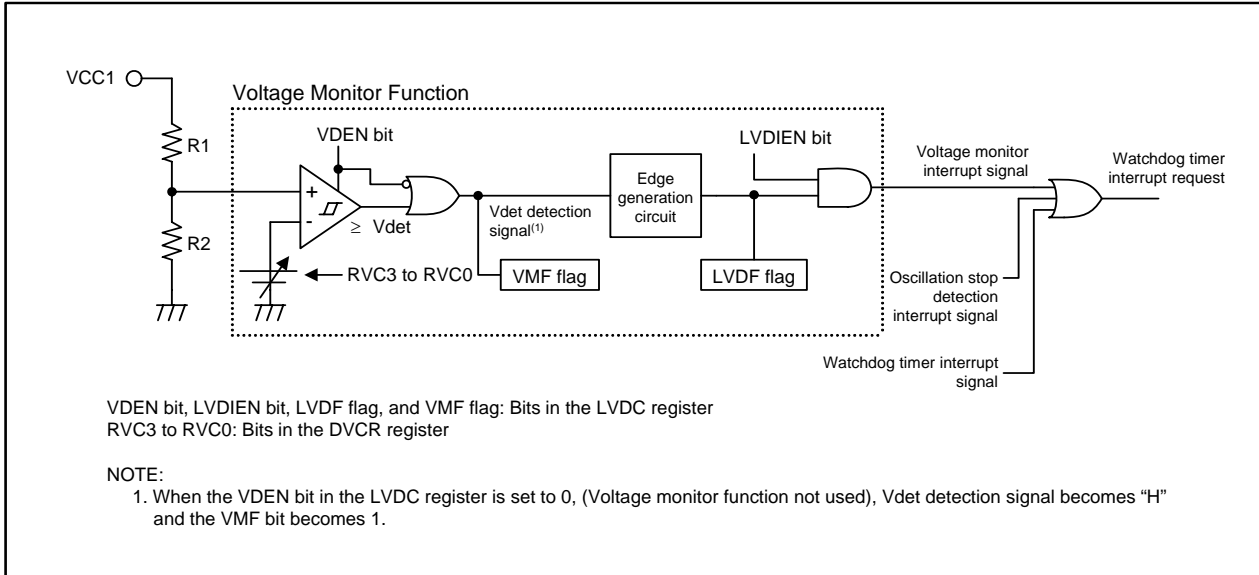 VCC1
R1
R2
Voltage Monitor Function
VDEN bit
+
-
≥ Vdet
RVC3 to RVC0
Vdet detection
signal(1)
VMF flag
Edge
generation
circuit
LVDF flag
LVDIEN bit
Voltage monitor
interrupt signal
Watchdog timer
interrupt request
Oscillation stop
detection
interrupt signal
Watchdog timer interrupt
signal
VDEN bit, LVDIEN bit, LVDF flag, and VMF flag: Bits in the LVDC register
RVC3 to RVC0: Bits in the DVCR register
NOTE:
1. When the VDEN bit in the LVDC register is set to 0, (Voltage monitor function not used), Vdet detection signal becomes “H”
and the VMF bit becomes 1.